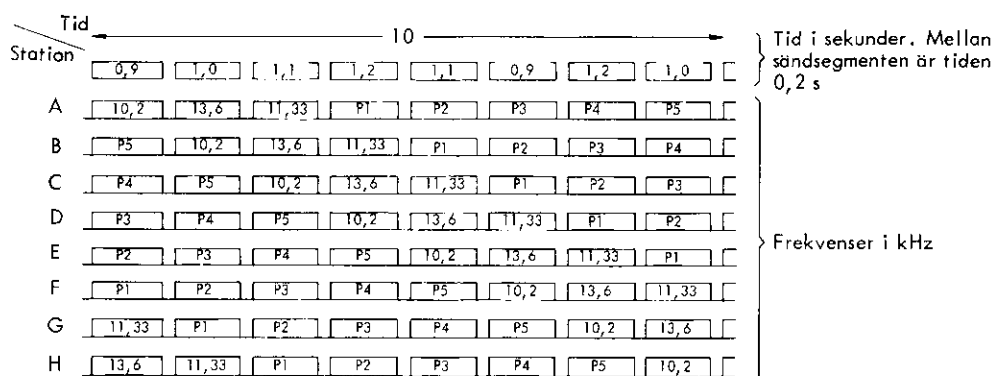 Tid
10
Station
Tid i sekunder. Mellan
sändsegmenten är tiden
0,2 s
0,9 1,0 1,1 1,2 1,1 0,9 1,2 1,0
A 10,2 13,6 11,33 P1 P2 P3 P4 P5
B P5 10,2 13,6 11,33 P1 P2 P3 P4
C P4 P5 10,2 13,6 11,33 P1 P2 P3
D P3 P4 P5 10,2 13,6 11,33 P1 P2
E P2 P3 P4 P5 10,2 13,6 11,33 P1
Frekvenser i kHz
F P1 P2 P3 P4 P5 10,2 13,6 11,33
G 11,33 P1 P2 P3 P4 P5 10,2 13,6
H 13,6 11,33 P1 P2 P3 P4 P5 10,2